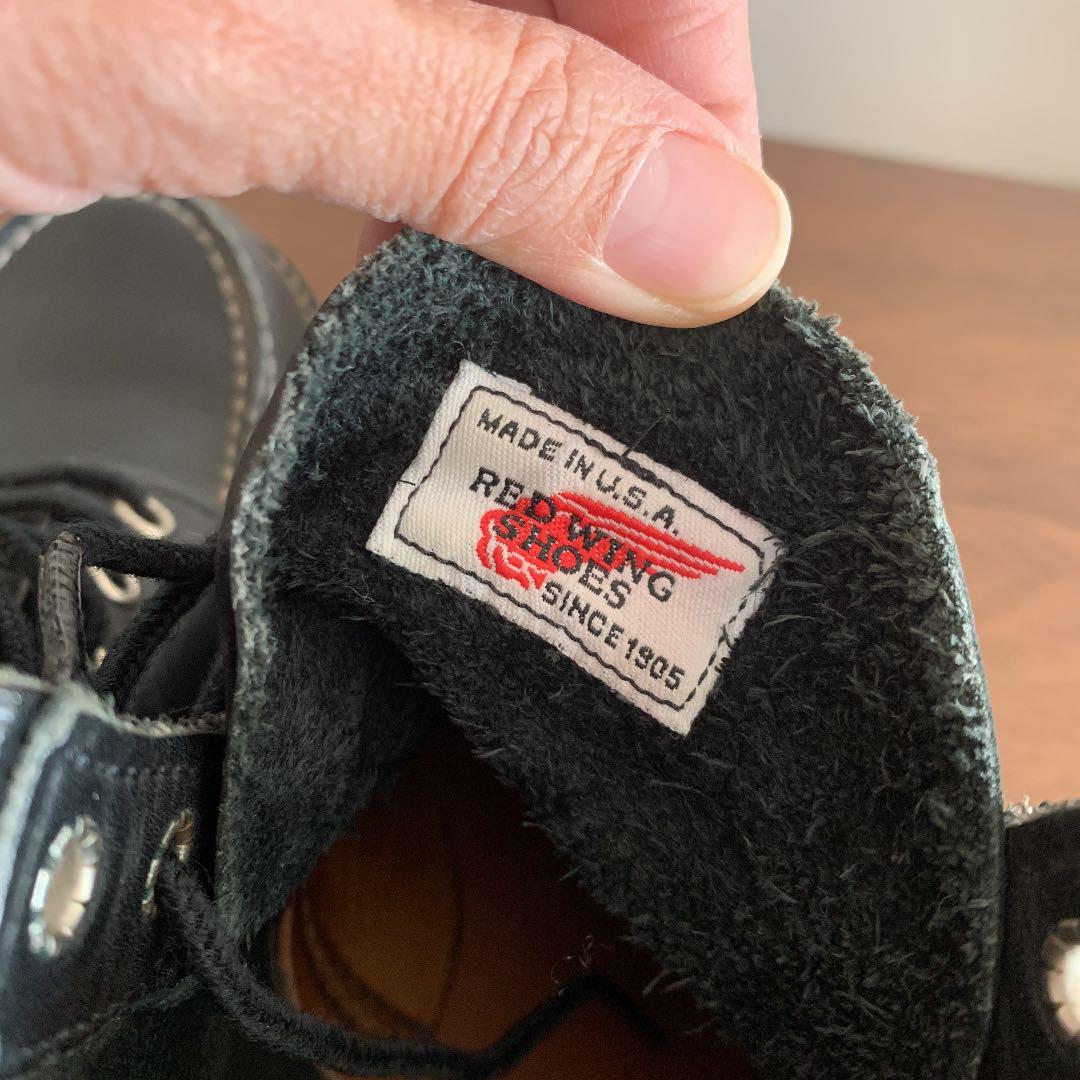 MADE IN U.S.A.
RED WING
SHOES
SINCE 1905